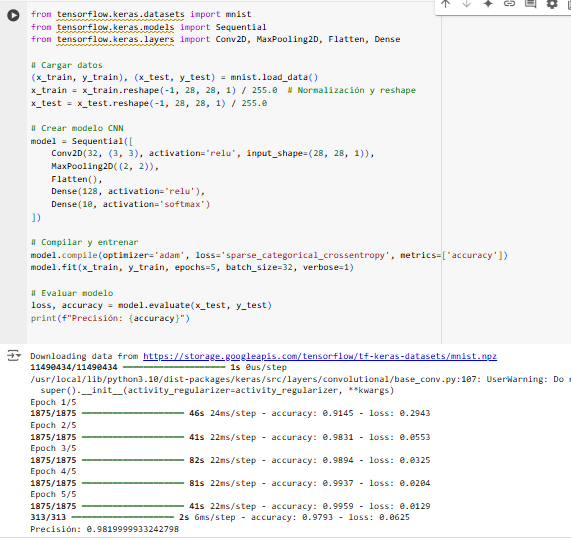 from tensorflow.keras.datasets import mnist
from tensorflow.keras.models import Sequential
from tensorflow.keras.layers import Conv2D, MaxPooling2D, Flatten, Dense
# Cargar datos
(x_train, y_train), (x_test, y_test) = mnist.load_data()
x_train = x_train.reshape(-1, 28, 28, 1) / 255.0  # Normalización y reshape
x_test = x_test.reshape(-1, 28, 28, 1) / 255.0
# Crear modelo CNN
model = Sequential([
    Conv2D(32, (3, 3), activation='relu', input_shape=(28, 28, 1)),
    MaxPooling2D((2, 2)),
    Flatten(),
    Dense(128, activation='relu'),
    Dense(10, activation='softmax')
])
# Compilar y entrenar
model.compile(optimizer='adam', loss='sparse_categorical_crossentropy', metrics=['accuracy'])
model.fit(x_train, y_train, epochs=5, batch_size=32, verbose=1)
# Evaluar modelo
loss, accuracy = model.evaluate(x_test, y_test)
print(f"Precisión: {accuracy}")
Downloading data from https://storage.googleapis.com/tensorflow/tf-keras-datasets/mnist.npz
11490434/11490434 ━━━━━━━━━━━━━━━━━━━━ 1s 0us/step
/usr/local/lib/python3.10/dist-packages/keras/src/layers/convolutional/base_conv.py:107: UserWarning: Do
  super().__init__(activity_regularizer=activity_regularizer, **kwargs)
Epoch 1/5
1875/1875 ━━━━━━━━━━━━━━━━━━━━ 46s 24ms/step - accuracy: 0.9145 - loss: 0.2943
Epoch 2/5
1875/1875 ━━━━━━━━━━━━━━━━━━━━ 41s 22ms/step - accuracy: 0.9831 - loss: 0.0553
Epoch 3/5
1875/1875 ━━━━━━━━━━━━━━━━━━━━ 82s 22ms/step - accuracy: 0.9894 - loss: 0.0325
Epoch 4/5
1875/1875 ━━━━━━━━━━━━━━━━━━━━ 81s 22ms/step - accuracy: 0.9937 - loss: 0.0204
Epoch 5/5
1875/1875 ━━━━━━━━━━━━━━━━━━━━ 41s 22ms/step - accuracy: 0.9959 - loss: 0.0129
313/313 ━━━━━━━━━━━━━━━━━━━━ 2s 6ms/step - accuracy: 0.9793 - loss: 0.0625
Precisión: 0.9819999933242798